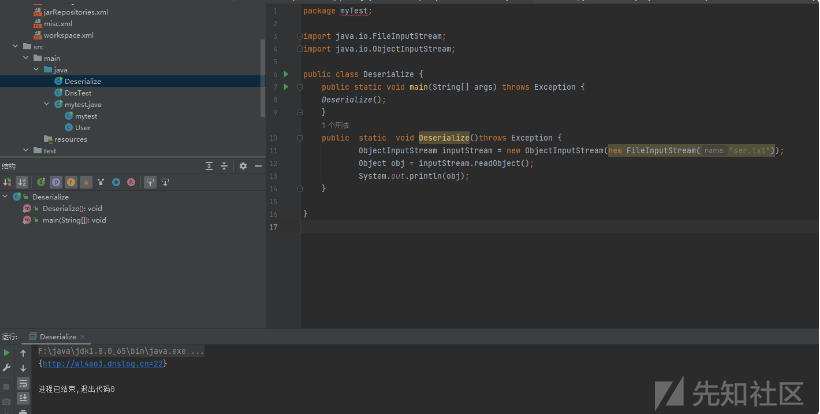 jarRepositories.xml
misc.xml
workspace.xml
src
main
java
Deserialize
DnsTest
mytest.java
mytest
User
resources
test
结构
Deserialize
Deserialize(): void
main(String[]): void
1 package myTest;
2
3 import java.io.FileInputStream;
4 import java.io.ObjectInputStream;
5
6 public class Deserialize {
7 public static void main(String[] args) throws Exception {
8 Deserialize();
9 }
1 个用法
10 public static void Deserialize()throws Exception {
11 ObjectInputStream inputStream = new ObjectInputStream(new FileInputStream( name: "ser.txt"));
12 Object obj = inputStream.readObject();
13 System.out.println(obj);
14 }
15
16 }
17
运行: Deserialize ×
F:\java\jdk1.8.0_65\bin\java.exe ...
进程已结束,退出代码0
先知社区